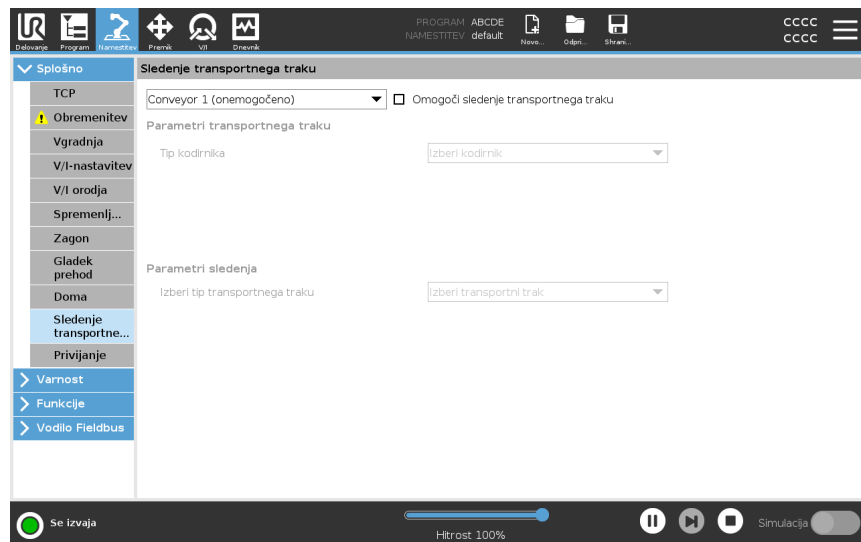 PROGRAM ABCDE
NAMESTITEV default
CCCC
CCCC
Delovanje Program Namestitev Premik V/I Dnevnik Novo... Odpri... Shrani...
Splošno
TCP
Obremenitev
Vgradnja
V/I-nastavitev
V/I orodja
Spremenlj...
Zagon
Gladek
prehod
Doma
Sledenje
transportne...
Privijanje
Varnost
Funkcije
Vodilo Fieldbus
Sledenje transportnega traku
Conveyor 1 (onemogočeno) Omogoči sledenje transportnega traku
Parametri transportnega traku
Tip kodirnika Izberi kodirnik
Parametri sledenja
Izberi tip transportnega traku Izberi transportni trak
Se izvaja
Hitrost 100%
Simulacija